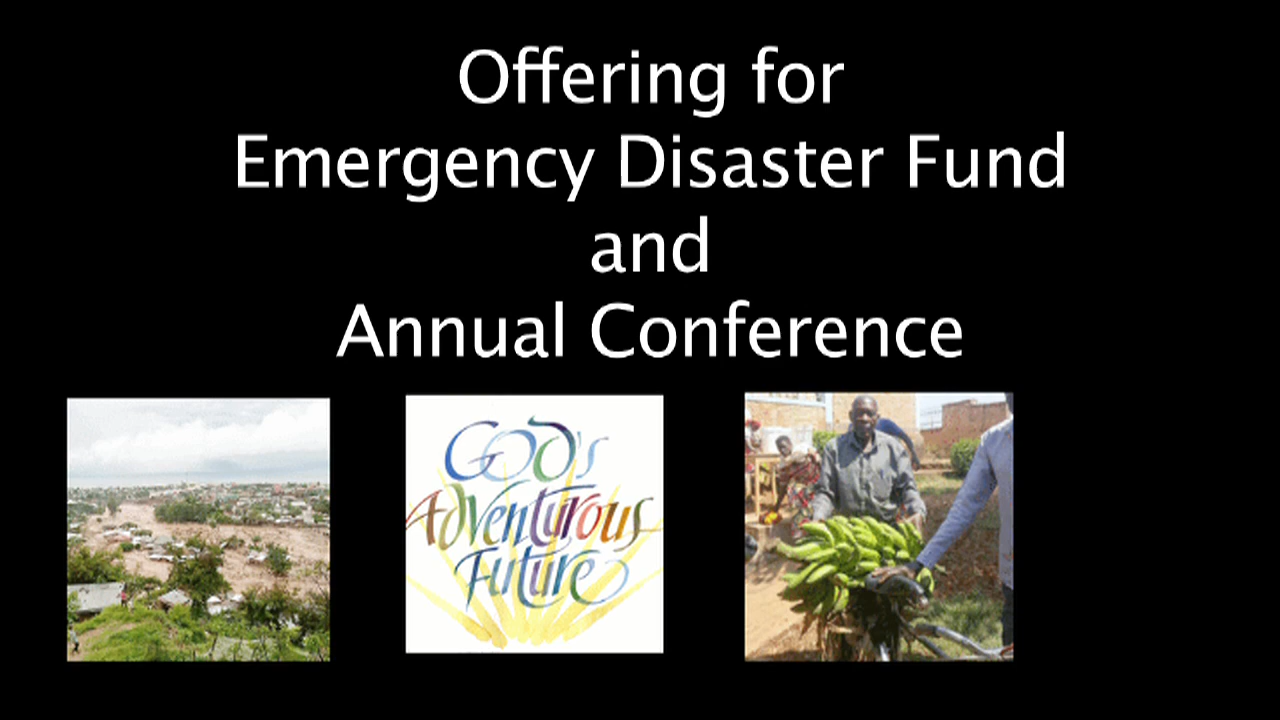 Offering for
Emergency Disaster Fund
and
Annual Conference
God's
Adventurous
Future